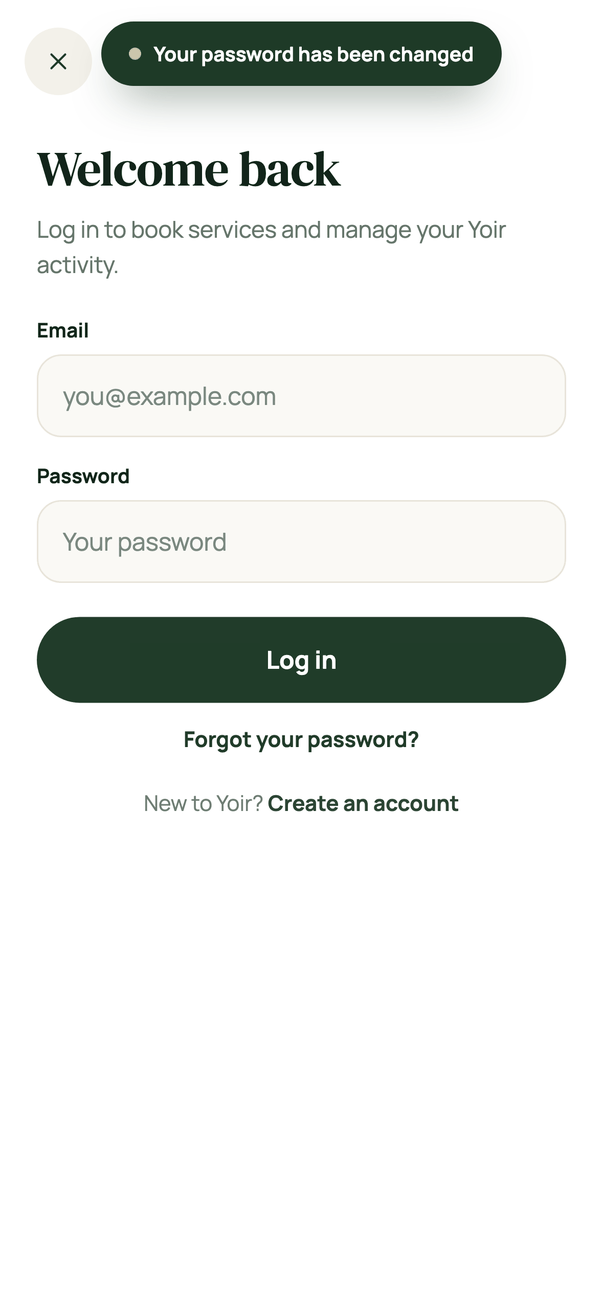 Your password has been changed
Welcome back
Log in to book services and manage your Yoir
activity.
Email
you@example.com
Password
Your password
Log in
Forgot your password?
New to Yoir? Create an account